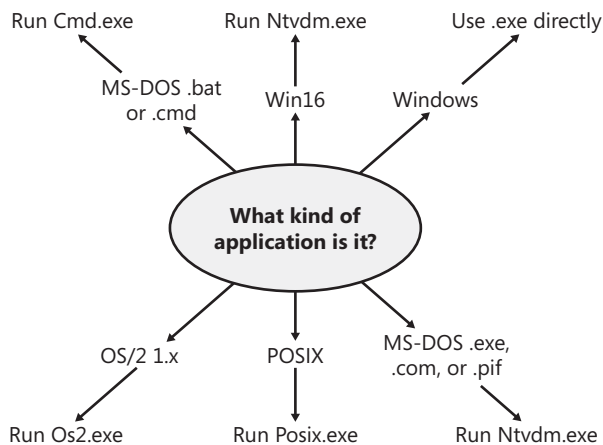 Run Cmd.exe
Run Ntvdm.exe
Use .exe directly
MS-DOS .bat
or .cmd
Win16
Windows
What kind of
application is it?
OS/2 1.x
POSIX
MS-DOS .exe,
.com, or .pif
Run Os2.exe
Run Posix.exe
Run Ntvdm.exe